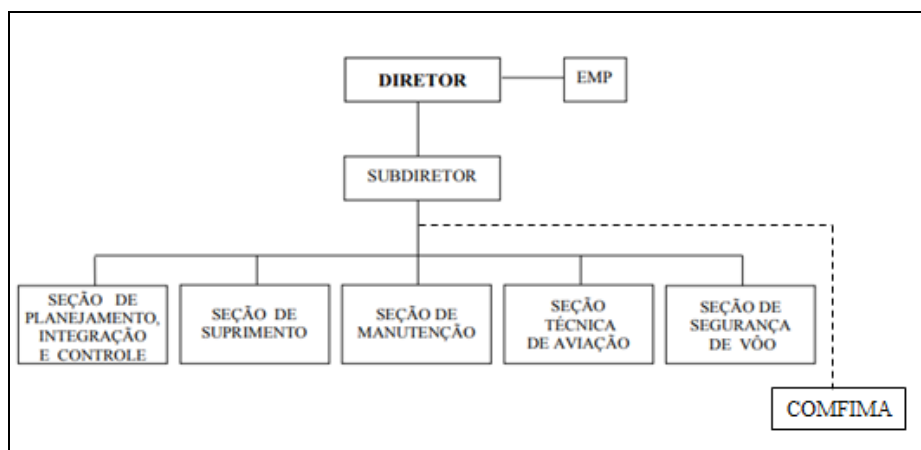 DIRETOR
EMP
SUBDIRETOR
SEÇÃO DE
PLANEJAMENTO,
INTEGRAÇÃO
E CONTROLE
SEÇÃO DE
SUPRIMENTO
SEÇÃO DE
MANUTENÇÃO
SEÇÃO
TÉCNICA
DE AVIAÇÃO
SEÇÃO DE
SEGURANÇA
DE VÔO
COMFIMA